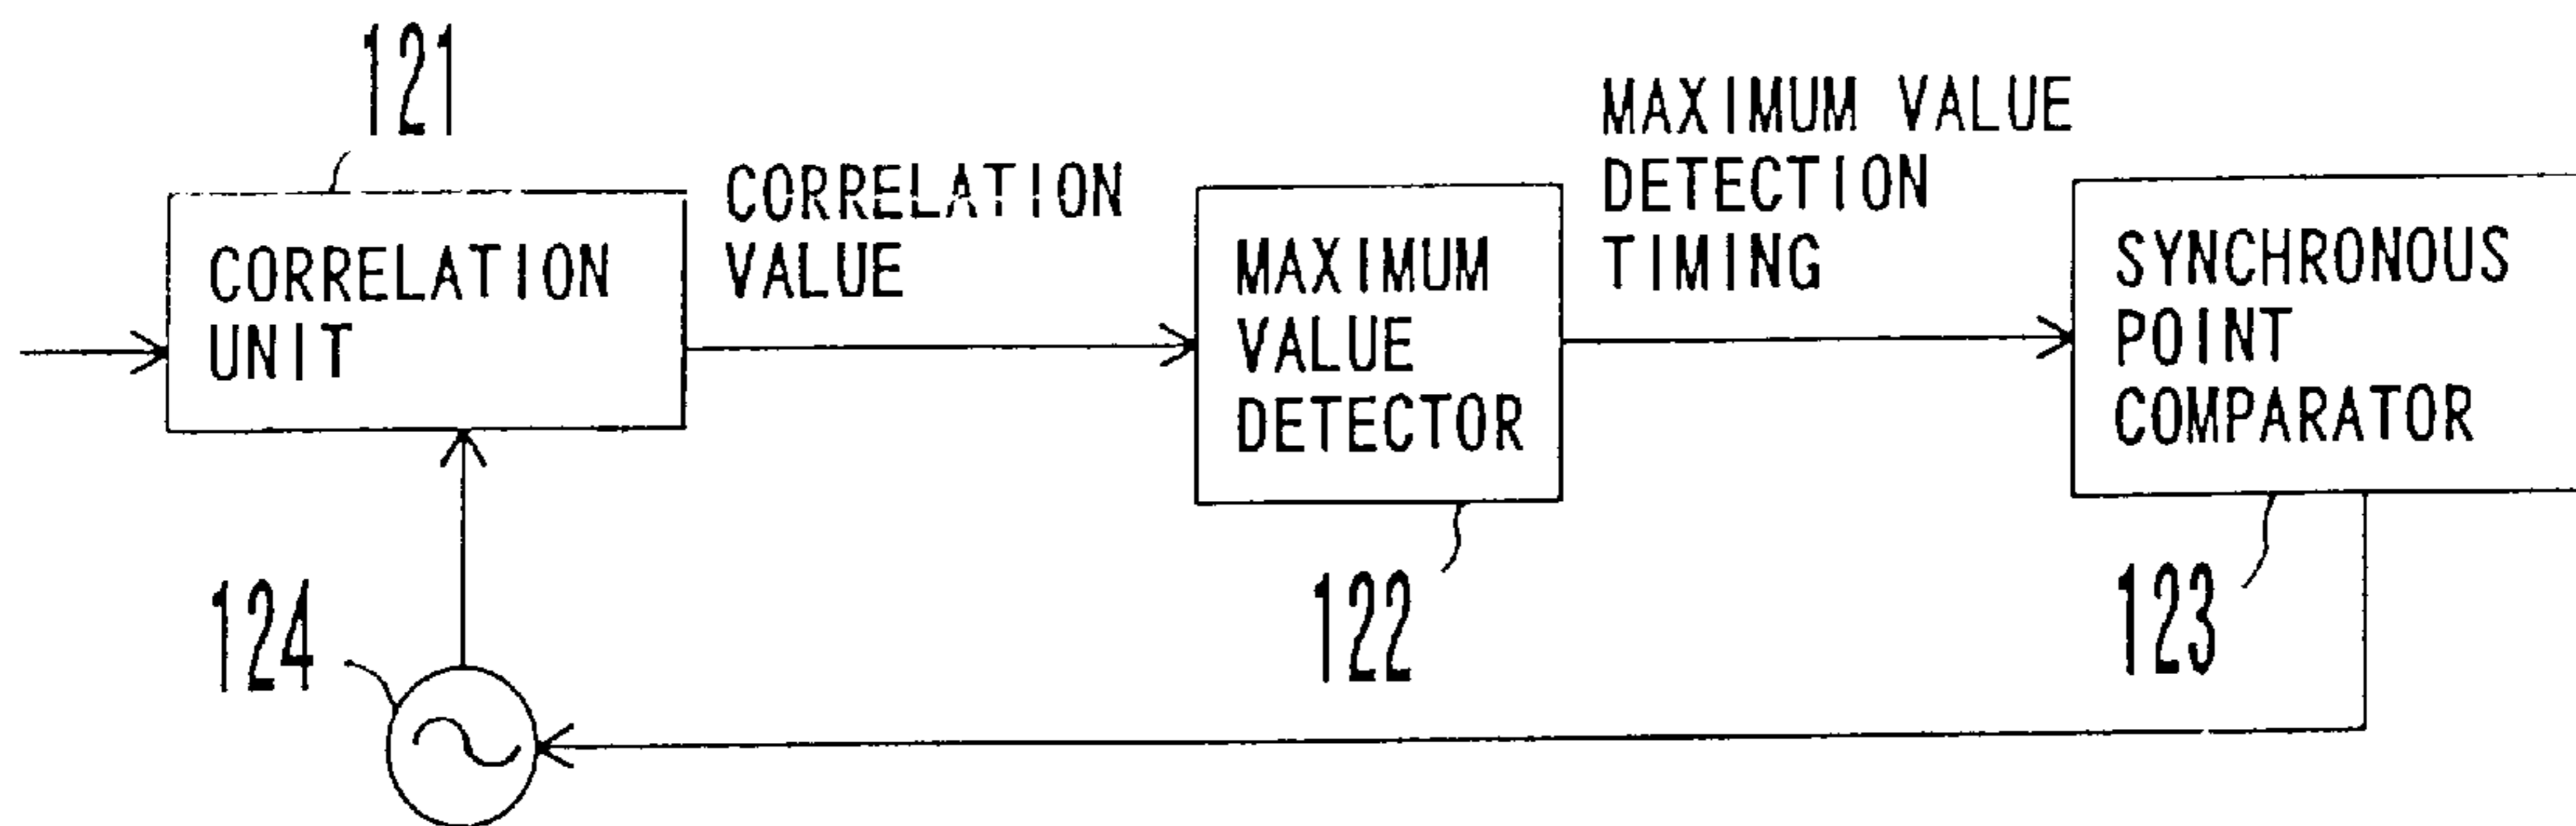 121
CORRELATION
UNIT
CORRELATION
VALUE
MAXIMUM
VALUE
DETECTOR
122
MAXIMUM VALUE
DETECTION
TIMING
SYNCHRONOUS
POINT
COMPARATOR
123
124